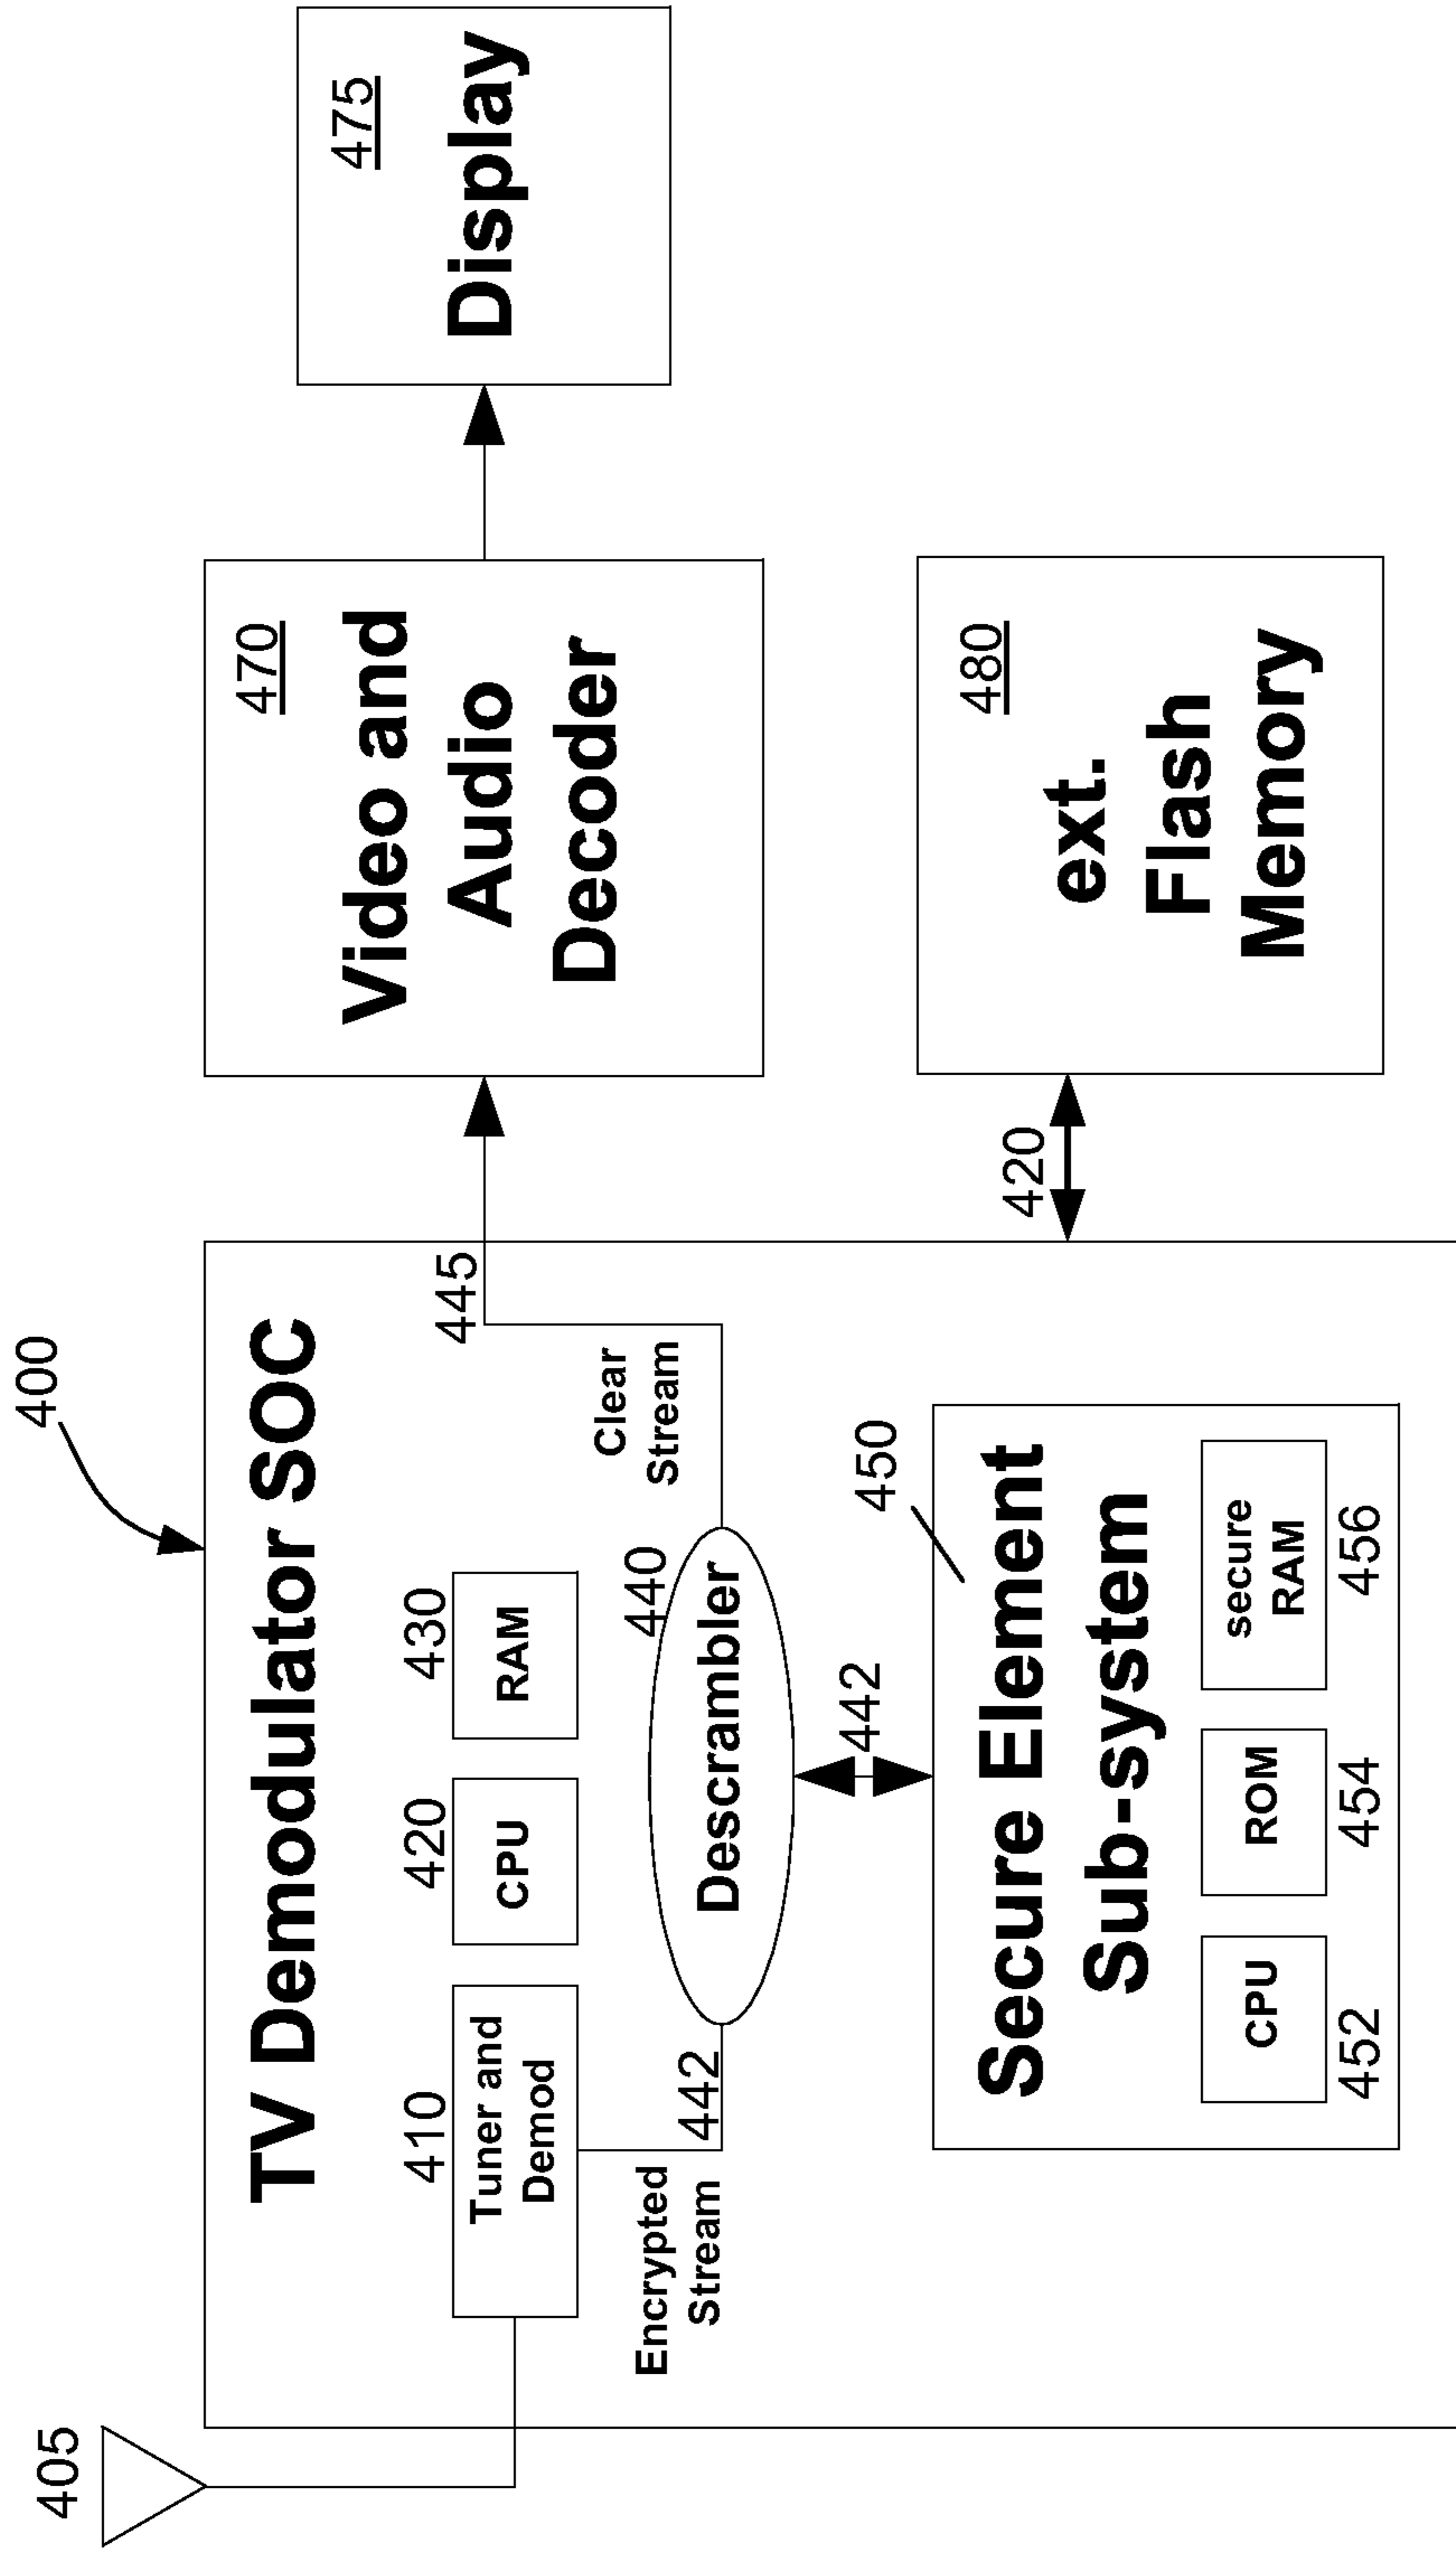 400
405
TV Demodulator SOC
410
Tuner and
Demod
420
CPU
430
RAM
445
Encrypted
Stream
442
440
Descrambler
Clear
Stream
442
450
Secure Element
Sub-system
CPU
452
ROM
454
secure
RAM
456
470
Video and
Audio
Decoder
475
Display
420
480
ext.
Flash
Memory